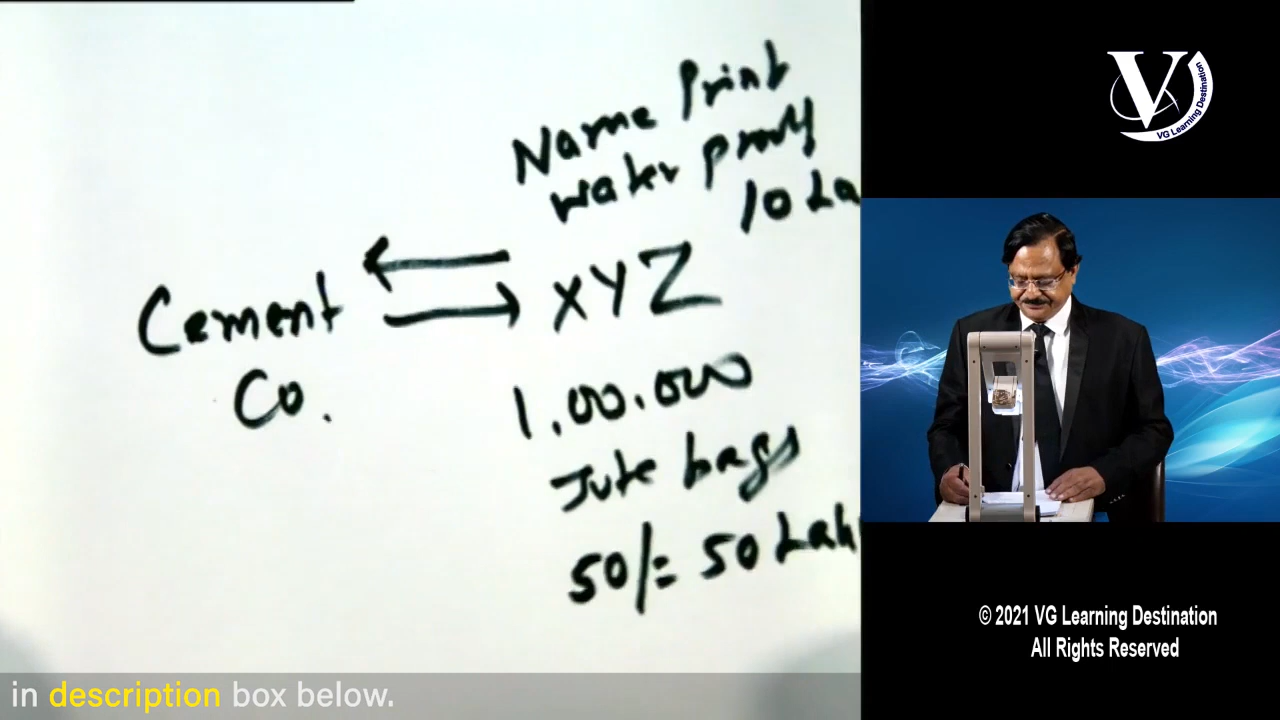 Name Print
water proof
10 La
Cement
Co.
XYZ
1,00,000
Jute bags
50/= 50 Lakh
V
VG Learning Destination
© 2021 VG Learning Destination
All Rights Reserved
in description box below.